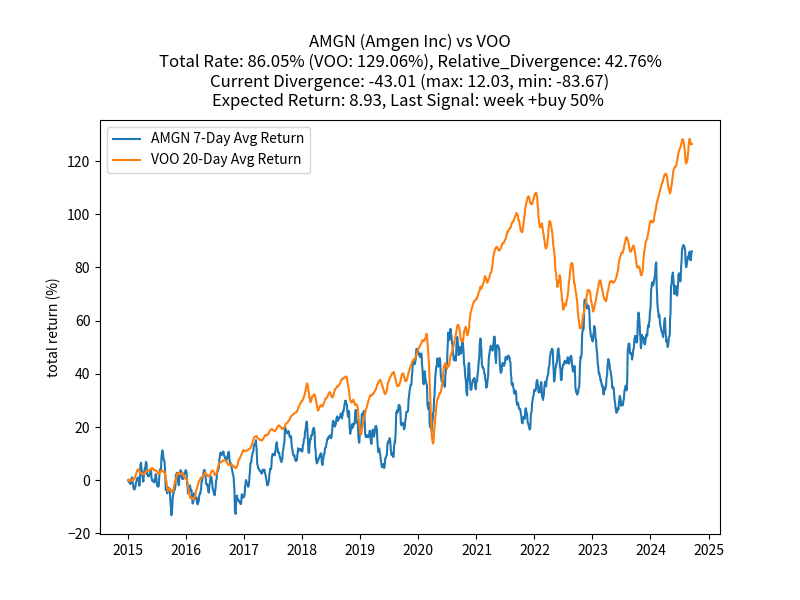 AMGN (Amgen Inc) vs VOO
Total Rate: 86.05% (VOO: 129.06%), Relative_Divergence: 42.76%
Current Divergence: -43.01 (max: 12.03, min: -83.67)
Expected Return: 8.93, Last Signal: week +buy 50%
AMGN 7-Day Avg Return
VOO 20-Day Avg Return
total return (%)
120
100
80
60
40
20
0
−20
2015 2016 2017 2018 2019 2020 2021 2022 2023 2024 2025